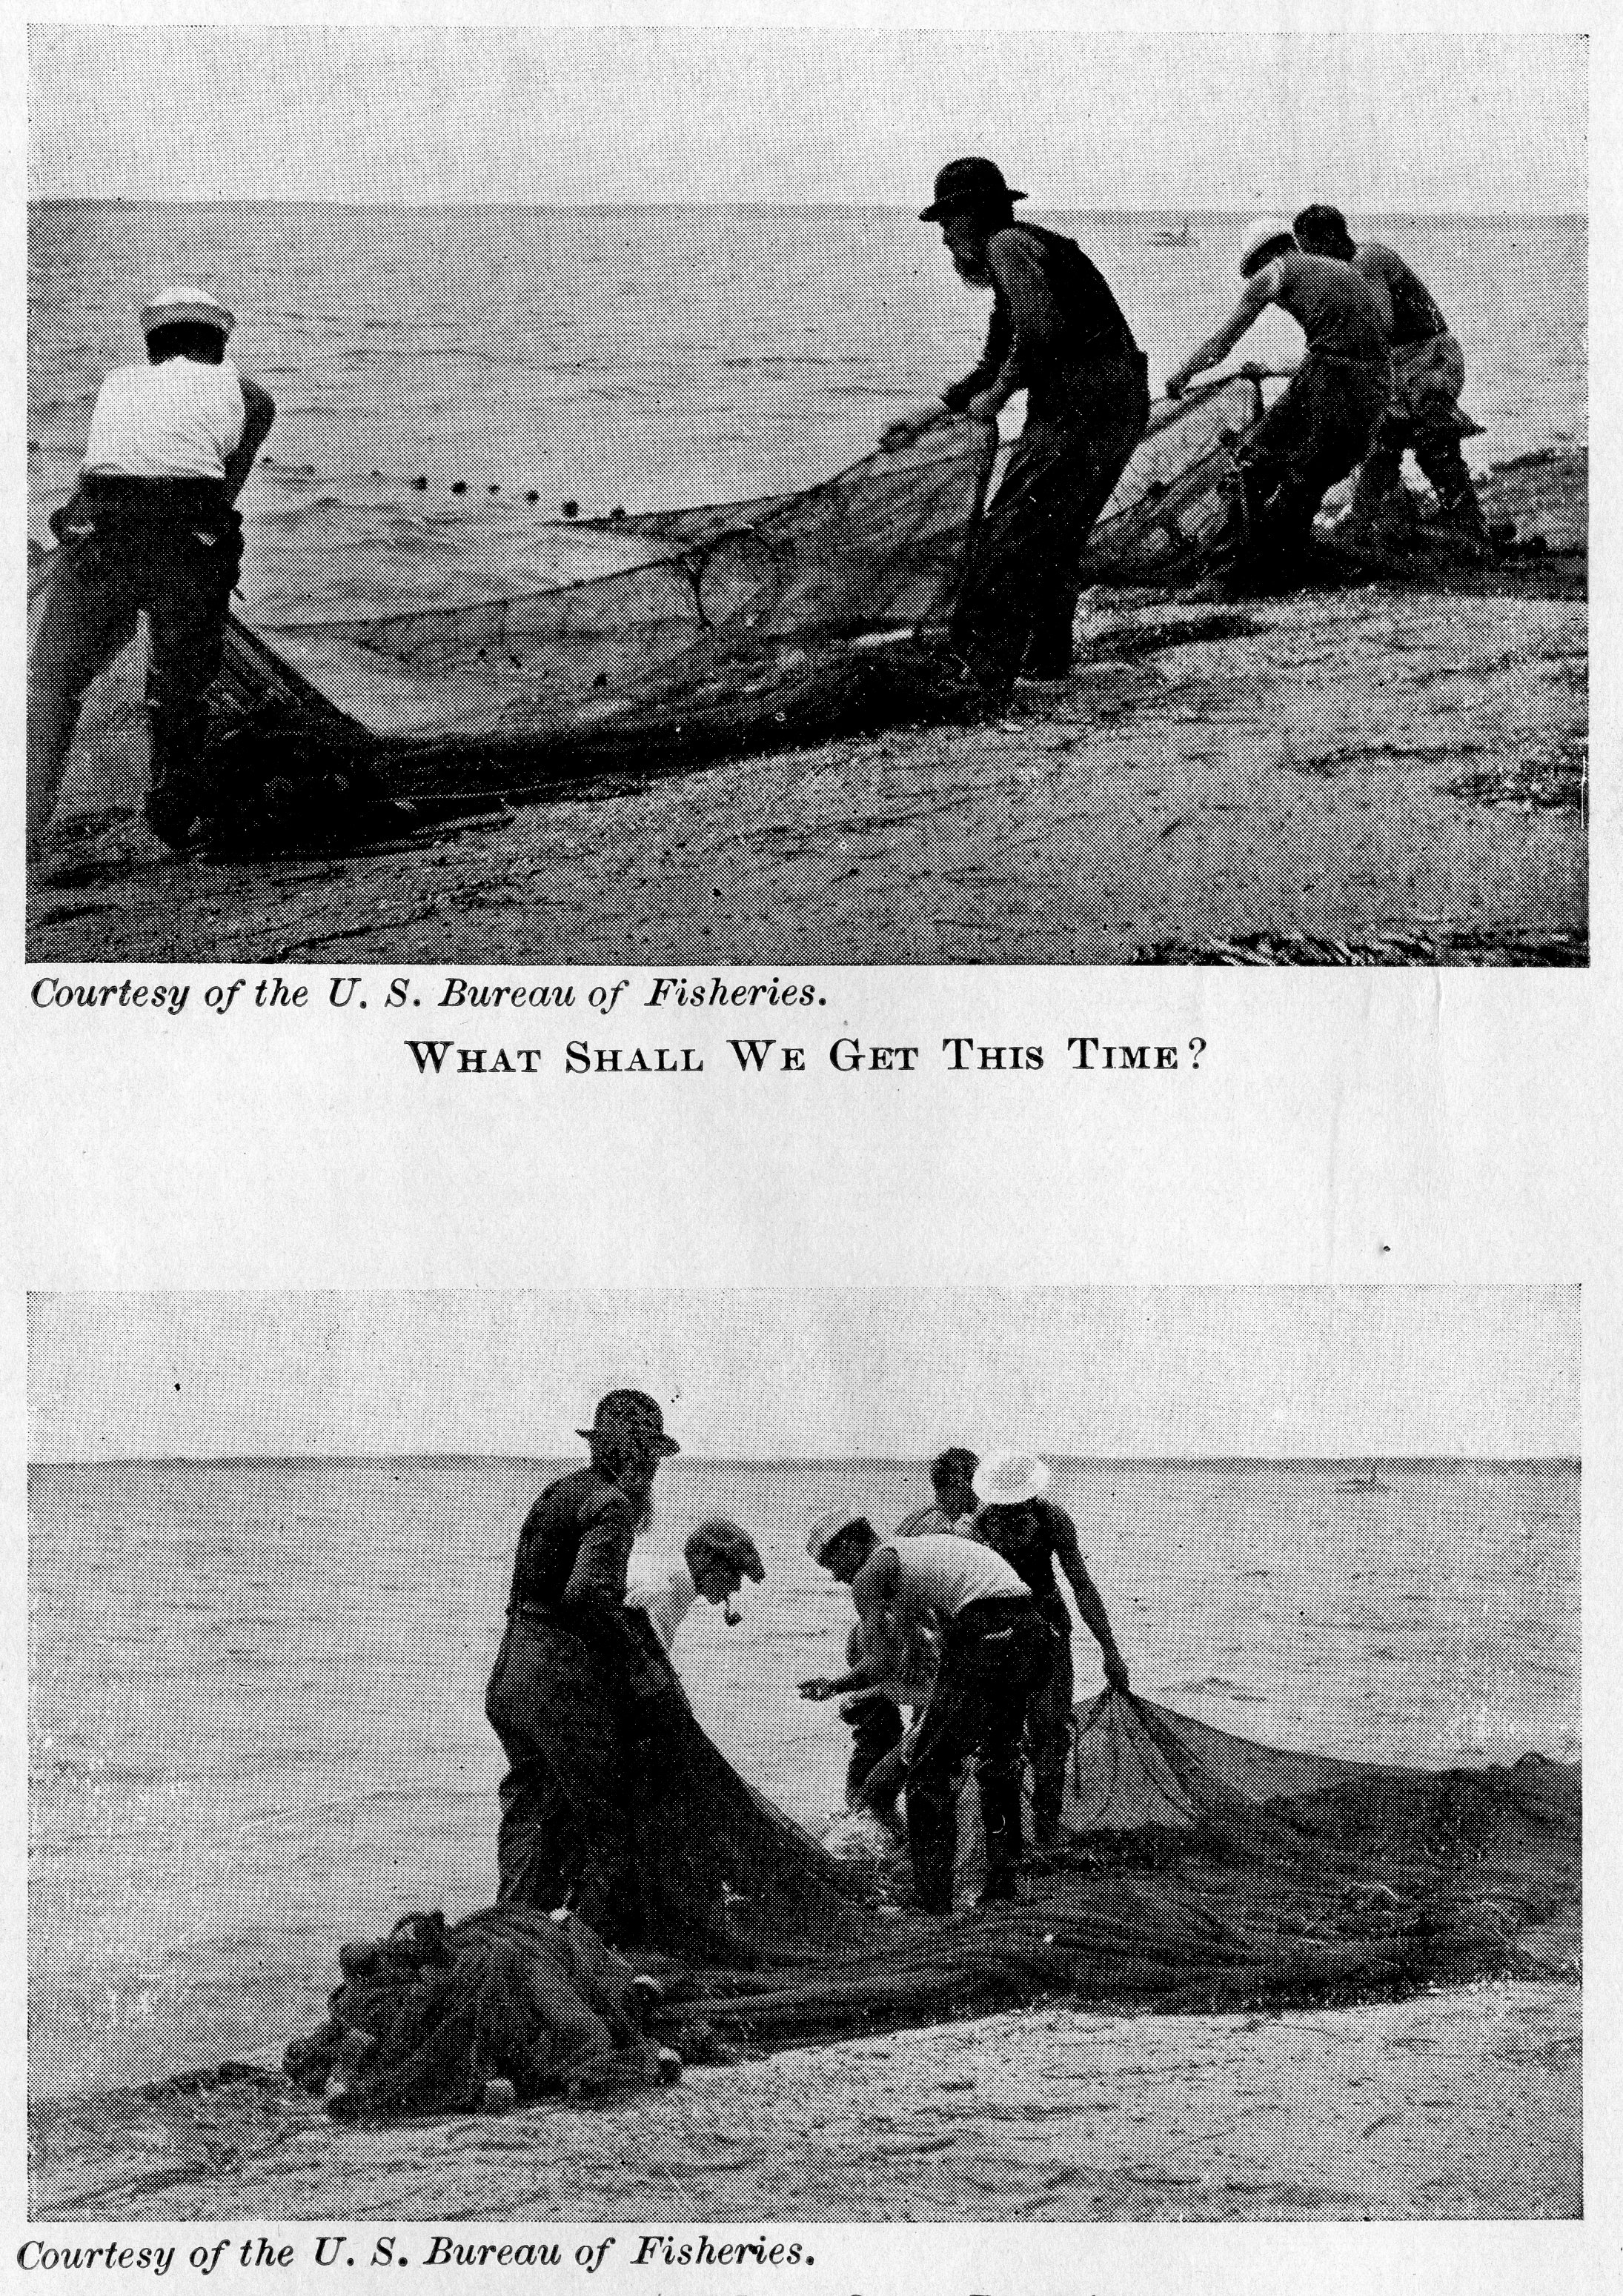 Courtesy of the U. S. Bureau of Fisheries.
What Shall We Get This Time?
Courtesy of the U. S. Bureau of Fisheries.